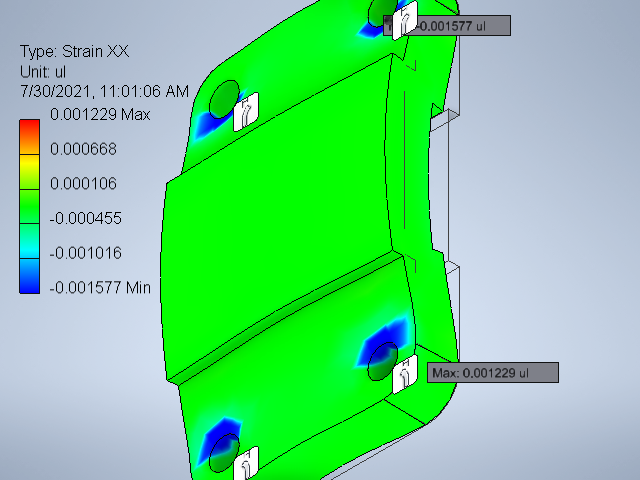 Type: Strain XX
Unit: ul
7/30/2021, 11:01:06 AM
0.001229 Max
0.000668
0.000106
-0.000455
-0.001016
-0.001577 Min
-0.001577 ul
Max: 0.001229 ul